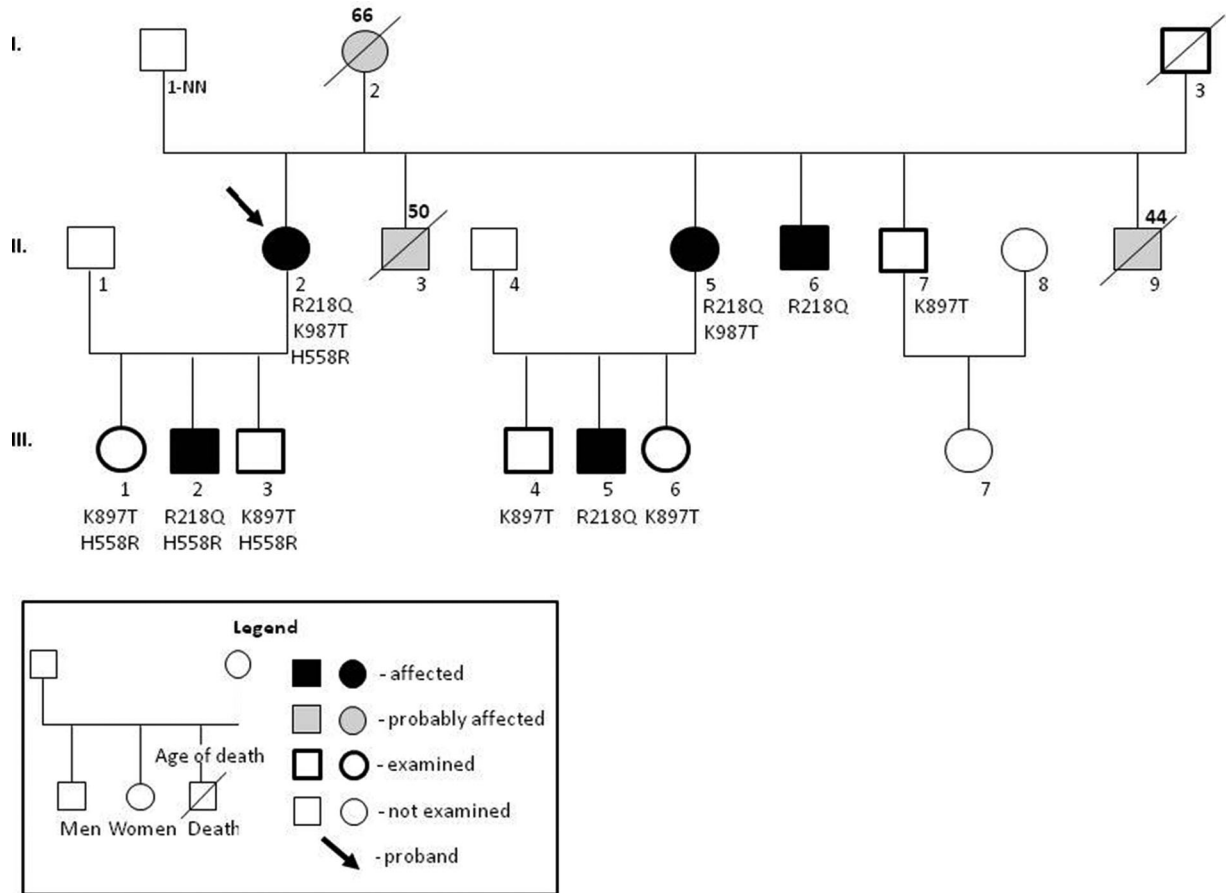 I.
66
1-NN
2
3
II.
50
44
1
2
3
4
5
6
7
8
9
R218Q
K987T
H558R
R218Q
K987T
R218Q
K897T
III.
1
2
3
4
5
6
7
K897T
H558R
R218Q
H558R
K897T
H558R
K897T
R218Q
K897T
Legend
- affected
- probably affected
Age of death
- examined
- not examined
Men Women Death
- proband